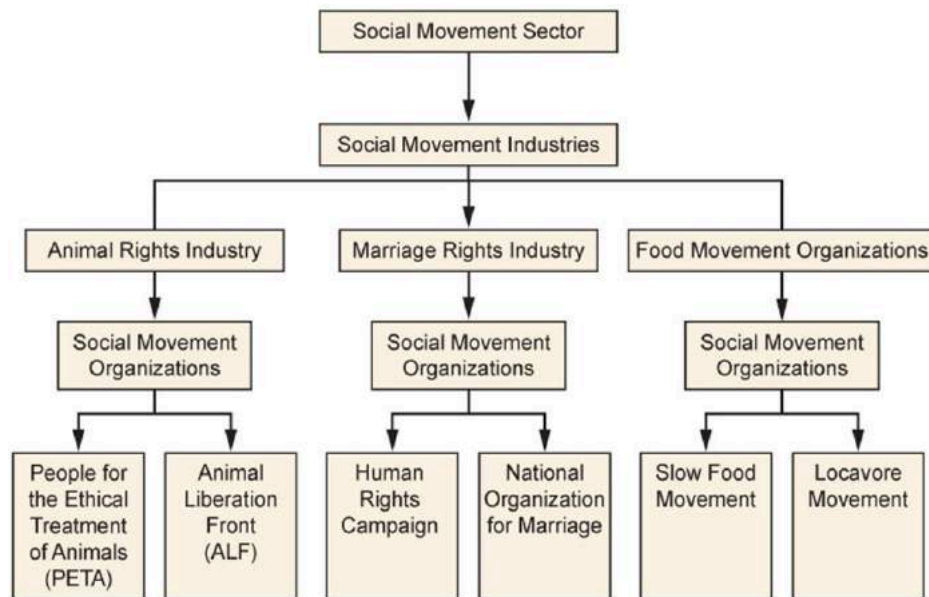 Social Movement Sector
Social Movement Industries
Animal Rights Industry
Marriage Rights Industry
Food Movement Organizations
Social Movement
Organizations
Social Movement
Organizations
Social Movement
Organizations
People for
the Ethical
Treatment
of Animals
(PETA)
Animal
Liberation
Front
(ALF)
Human
Rights
Campaign
National
Organization
for Marriage
Slow Food
Movement
Locavore
Movement